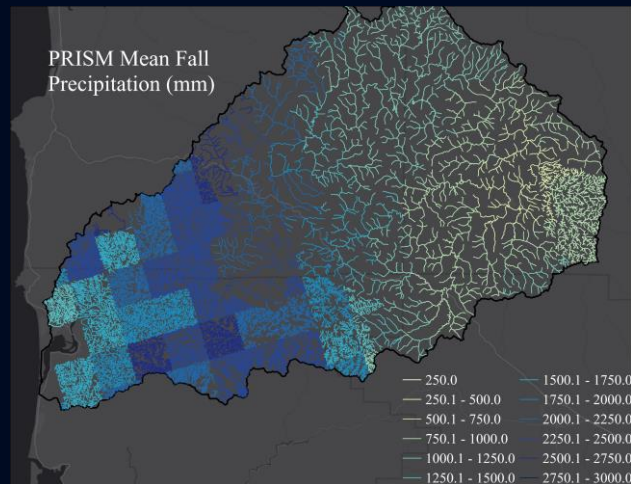 PRISM Mean Fall
Precipitation (mm)
250.0
250.1 - 500.0
500.1 - 750.0
750.1 - 1000.0
1000.1 - 1250.0
1250.1 - 1500.0
1500.1 - 1750.0
1750.1 - 2000.0
2000.1 - 2250.0
2250.1 - 2500.0
2500.1 - 2750.0
2750.1 - 3000.0